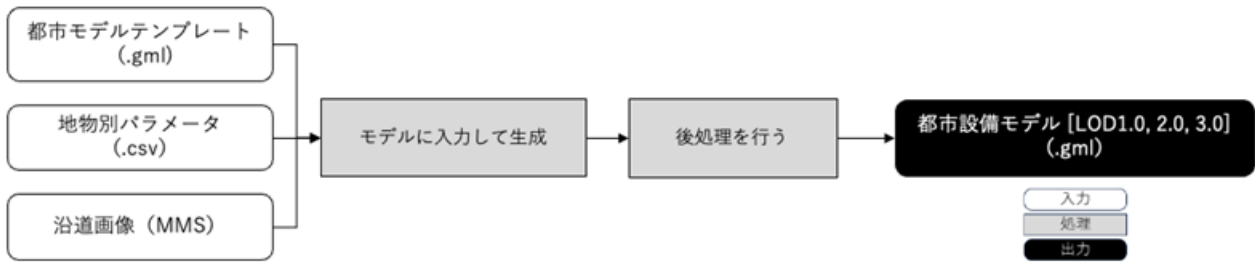 都市モデルテンプレート
(.gml)
地物別パラメータ
(.csv)
沿道画像（MMS）
モデルに入力して生成
後処理を行う
都市設備モデル [LOD1.0, 2.0, 3.0]
(.gml)
入力
処理
出力